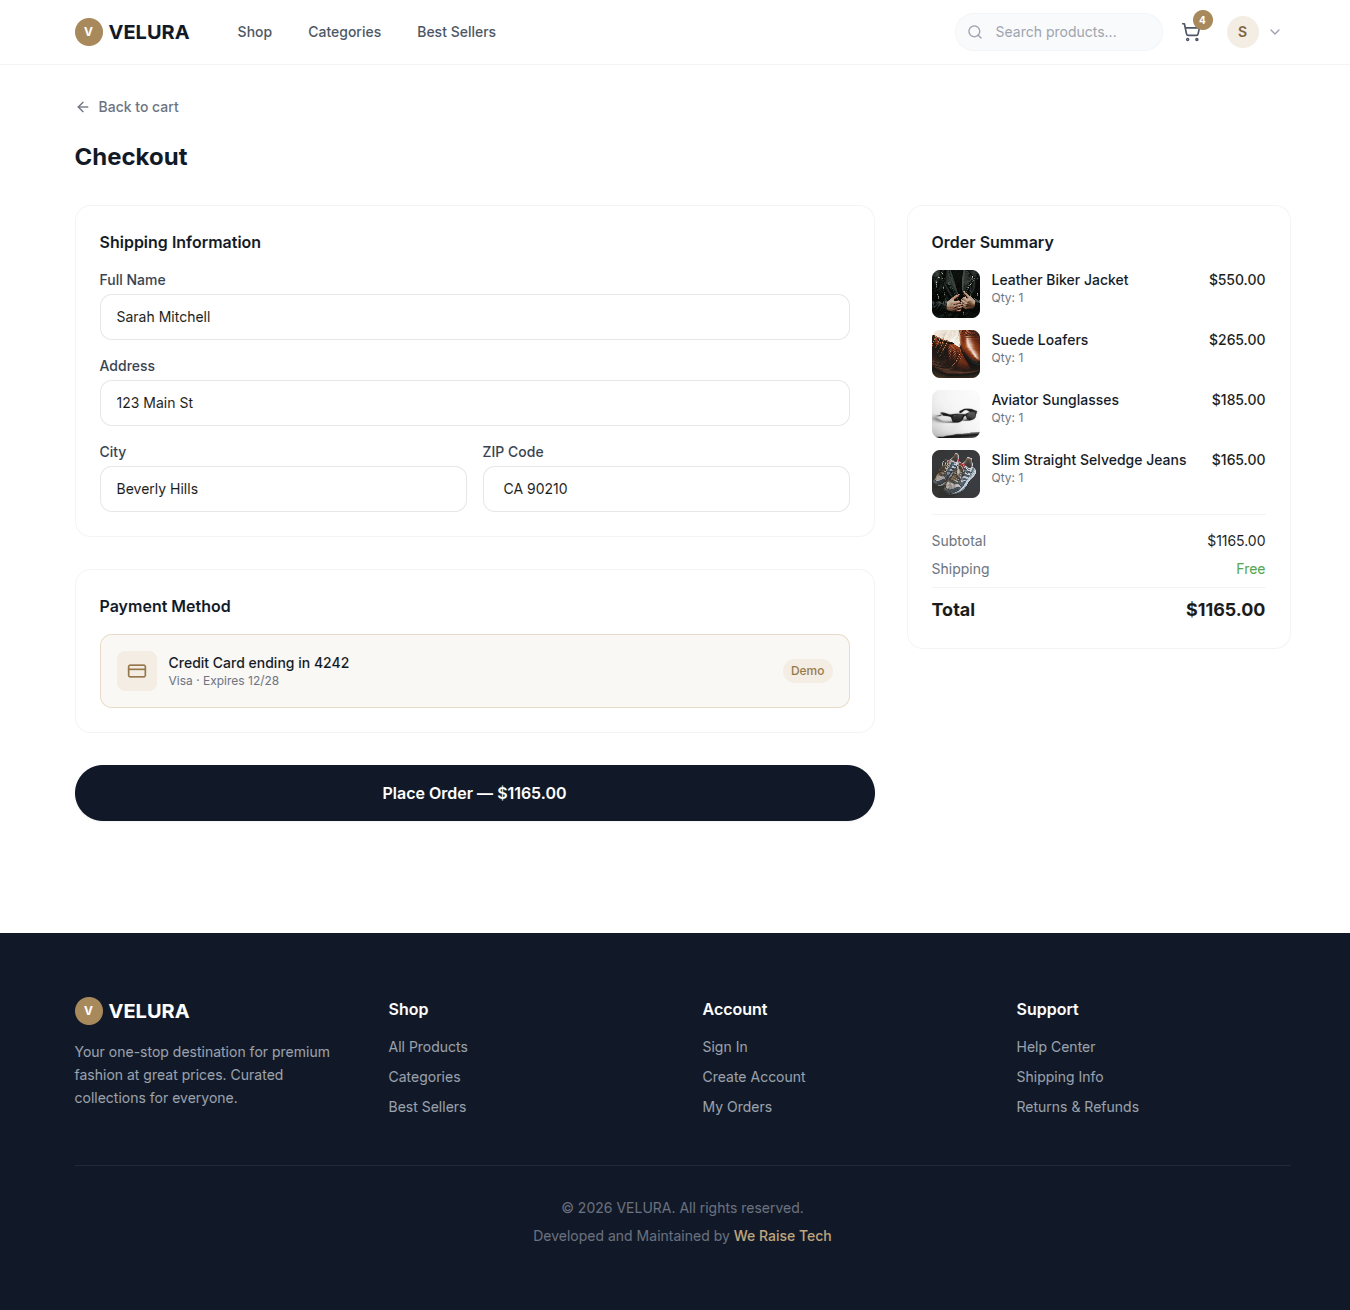 V VELURA
Shop
Categories
Best Sellers
Search products...
4
S
Back to cart
Checkout
Shipping Information
Full Name
Sarah Mitchell
Address
123 Main St
City
ZIP Code
Beverly Hills
CA 90210
Payment Method
Credit Card ending in 4242
Visa · Expires 12/28
Demo
Place Order — $1165.00
Order Summary
Leather Biker Jacket $550.00
Qty: 1
Suede Loafers $265.00
Qty: 1
Aviator Sunglasses $185.00
Qty: 1
Slim Straight Selvedge Jeans $165.00
Qty: 1
Subtotal $1165.00
Shipping Free
Total $1165.00
V VELURA
Your one-stop destination for premium
fashion at great prices. Curated
collections for everyone.
Shop
All Products
Categories
Best Sellers
Account
Sign In
Create Account
My Orders
Support
Help Center
Shipping Info
Returns & Refunds
© 2026 VELURA. All rights reserved.
Developed and Maintained by We Raise Tech